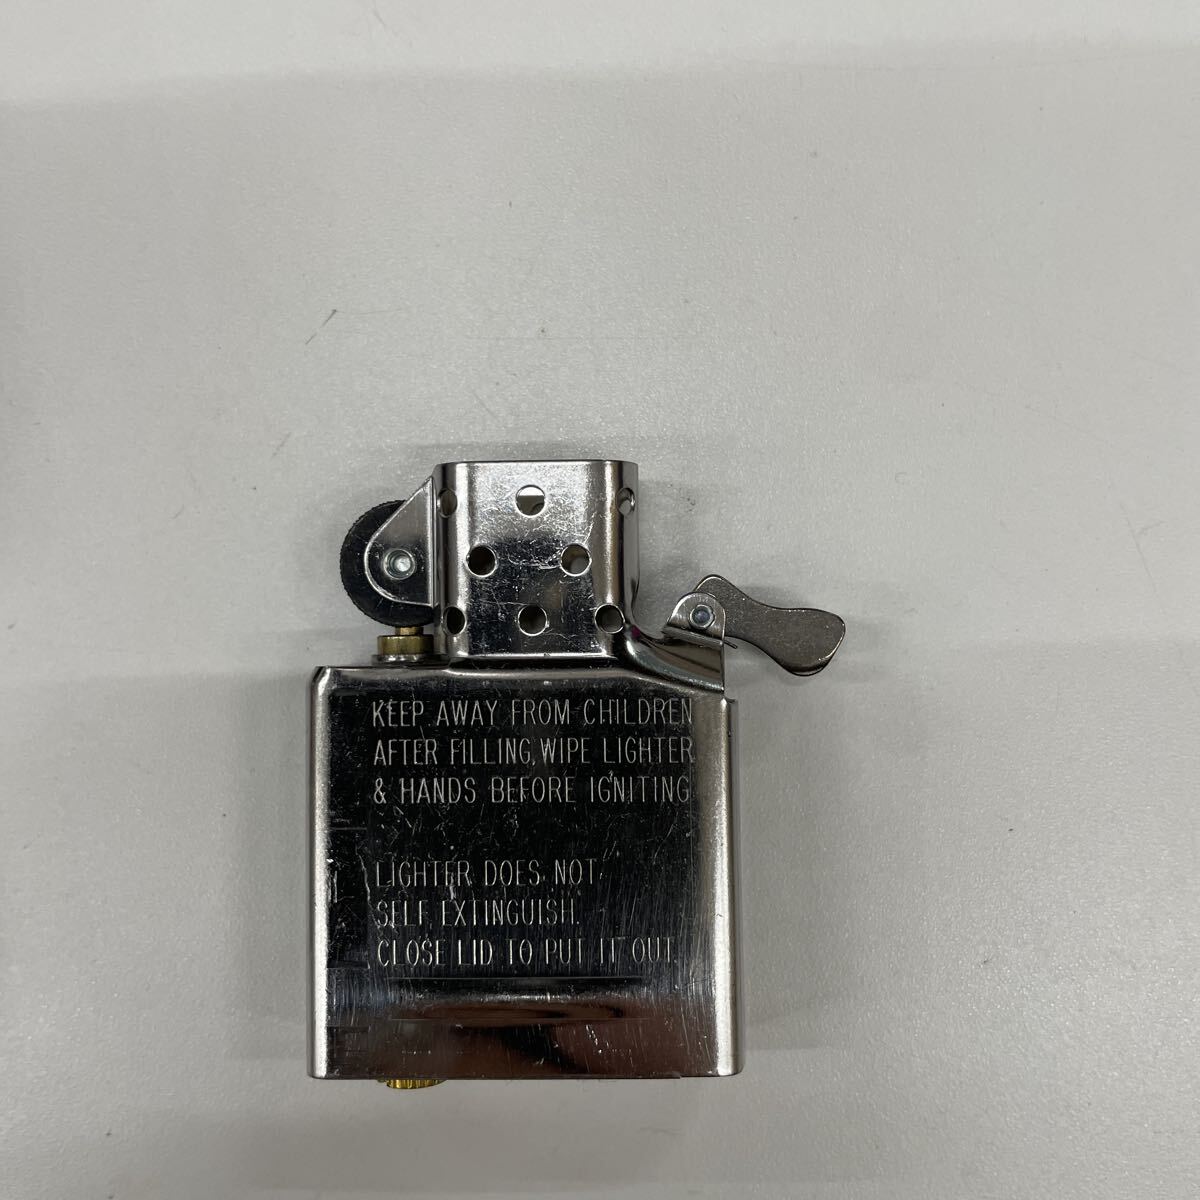 KEEP AWAY FROM CHILDREN
AFTER FILLING, WIPE LIGHTER
& HANDS BEFORE IGNITING
LIGHTER DOES NOT
SELF EXTINGUISH.
CLOSE LID TO PUT IT OUT.